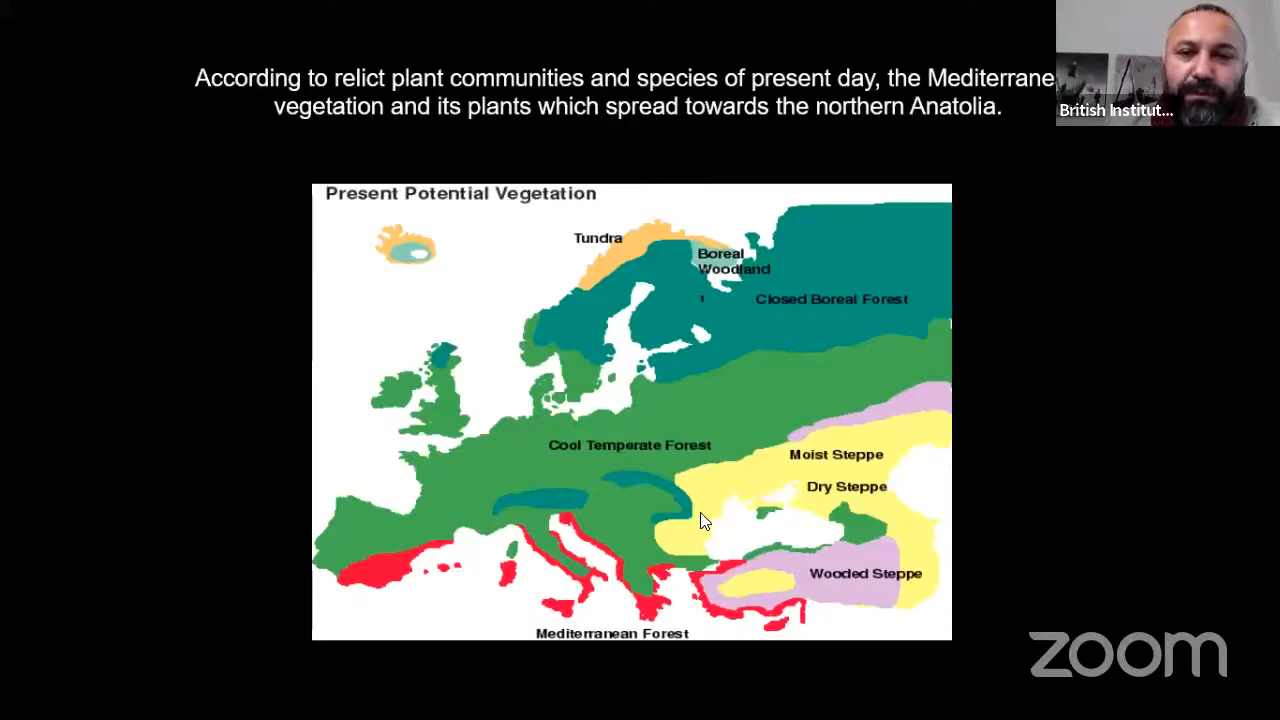 According to relict plant communities and species of present day, the Mediterrane
vegetation and its plants which spread towards the northern Anatolia.
British Institut...
Present Potential Vegetation
Tundra
Boreal
Woodland
Closed Boreal Forest
Cool Temperate Forest
Moist Steppe
Dry Steppe
Wooded Steppe
Mediterranean Forest
zoom